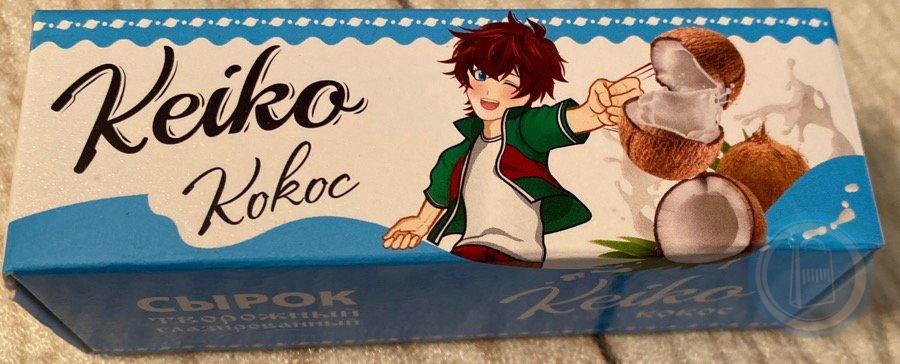 Keiko
Кокос
СЫРОК
творожный
глазированный
Keiko
кокос